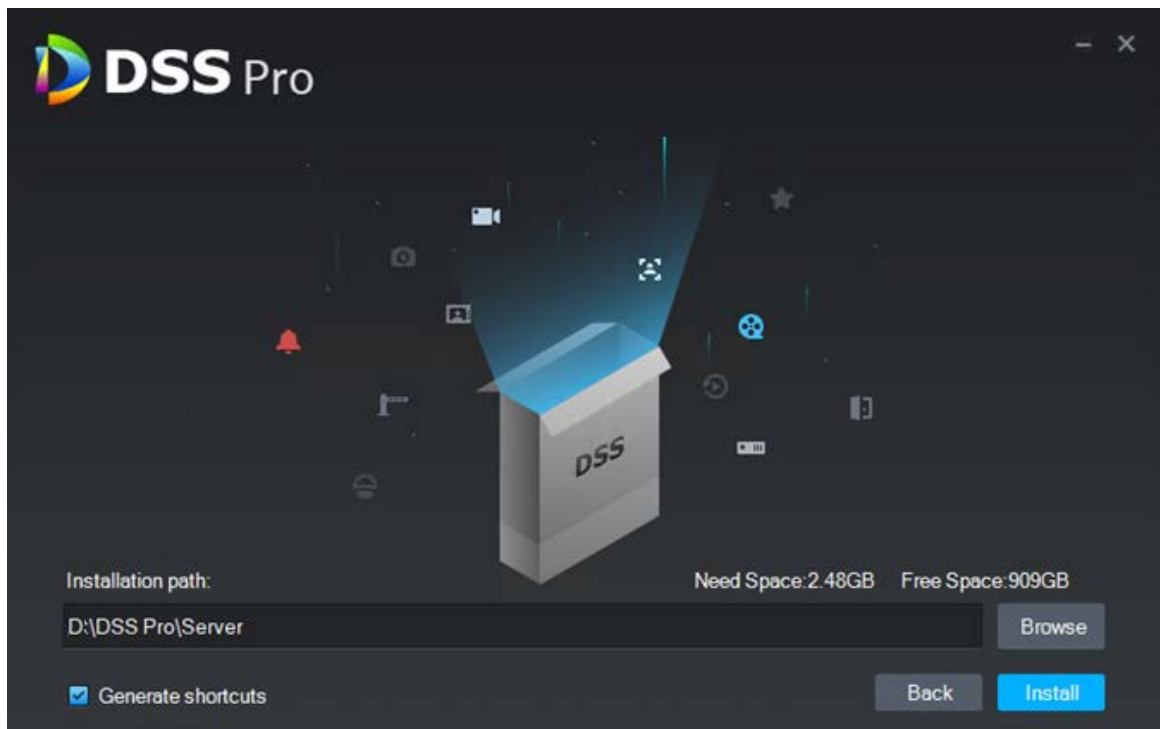 DSS Pro
DSS
Installation path:
Need Space:2.48GB Free Space:909GB
D:\DSS Pro\Server
Browse
Generate shortcuts
Back
Install